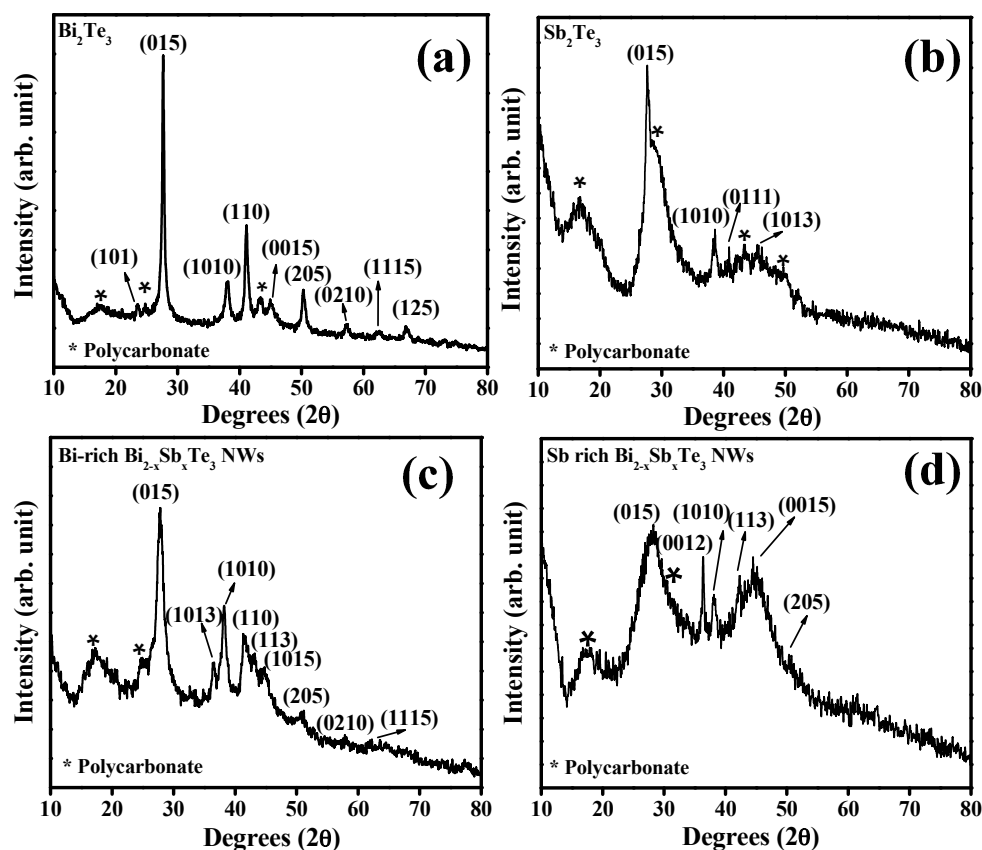 Bi₂Te₃
(a)
(015)
(110)
(101)
(1010)
(0015)
(205)
(1115)
(0210)
(125)
*
*
*
* Polycarbonate
Intensity (arb. unit)
10 20 30 40 50 60 70 80
Degrees (2θ)
Sb₂Te₃
(b)
(015)
*
*
(0111)
(1010)
(1013)
*
*
Intensity (arb. unit)
10 20 30 40 50 60 70 80
Degrees (2θ)
Bi-rich Bi₂₋ₓSbₓTe₃ NWs
(c)
(015)
(1010)
(1013)
(110)
(113)
(1015)
*
*
(205)
(0210)
(1115)
* Polycarbonate
Intensity (arb. unit)
10 20 30 40 50 60 70 80
Degrees (2θ)
Sb rich Bi₂₋ₓSbₓTe₃ NWs
(d)
(015)
(1010)
(113)
(0015)
(0012)
*
*
(205)
Intensity (arb. unit)
10 20 30 40 50 60 70 80
Degrees (2θ)